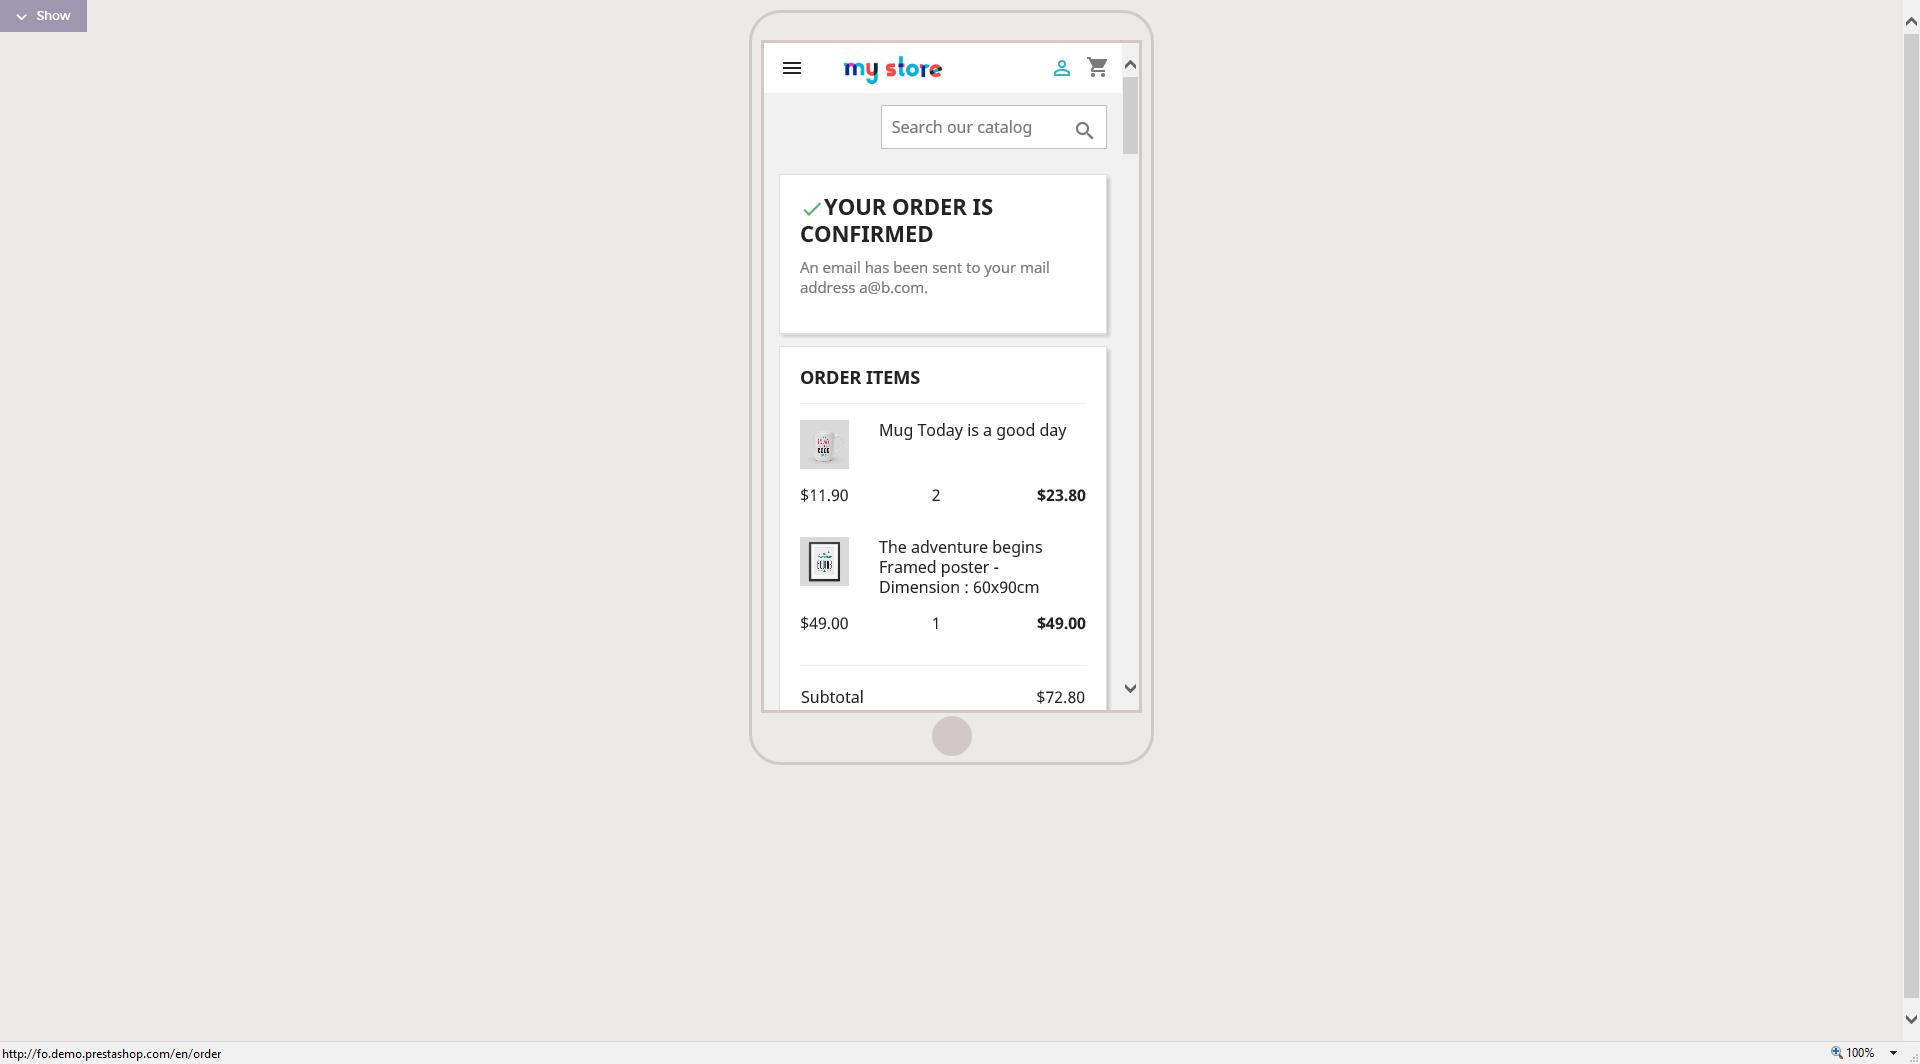 Show
my store
Search our catalog
YOUR ORDER IS
CONFIRMED
An email has been sent to your mail
address a@b.com.
ORDER ITEMS
Mug Today is a good day
$11.90 2 $23.80
The adventure begins
Framed poster -
Dimension : 60x90cm
$49.00 1 $49.00
Subtotal $72.80
http://fo.demo.prestashop.com/en/order
100%